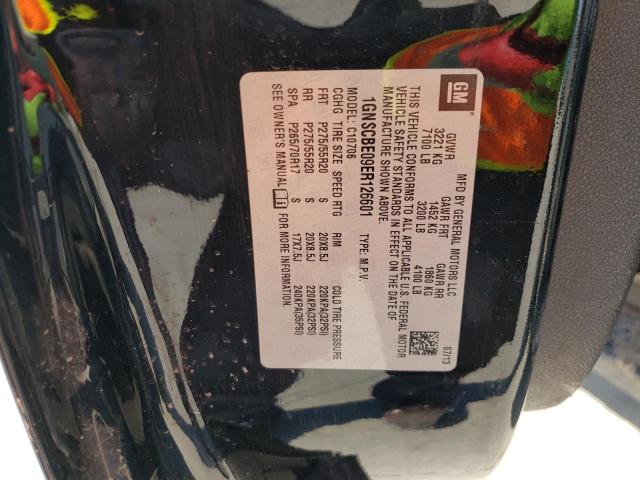 GM
MFD BY GENERAL MOTORS LLC
07/13
GVWR GAWR FRT GAWR RR
3221 KG 1452 KG 1860 KG
7100 LB 3200 LB 4100 LB
THIS VEHICLE CONFORMS TO ALL APPLICABLE U.S. FEDERAL MOTOR
VEHICLE SAFETY STANDARDS IN EFFECT ON THE DATE OF
MANUFACTURE SHOWN ABOVE.
1GNSCBE09ER126601 TYPE: M.P.V.
MODEL: C10706
CGHG TIRE SIZE SPEED RTG RIM COLD TIRE PRESSURE
FRT P275/55R20 S 20X8.5J 220KPA(32PSI)
RR P275/55R20 S 20X8.5J 220KPA(32PSI)
SPA P265/70R17 S 17X7.5J 240KPA(35PSI)
SEE OWNER'S MANUAL FOR MORE INFORMATION.